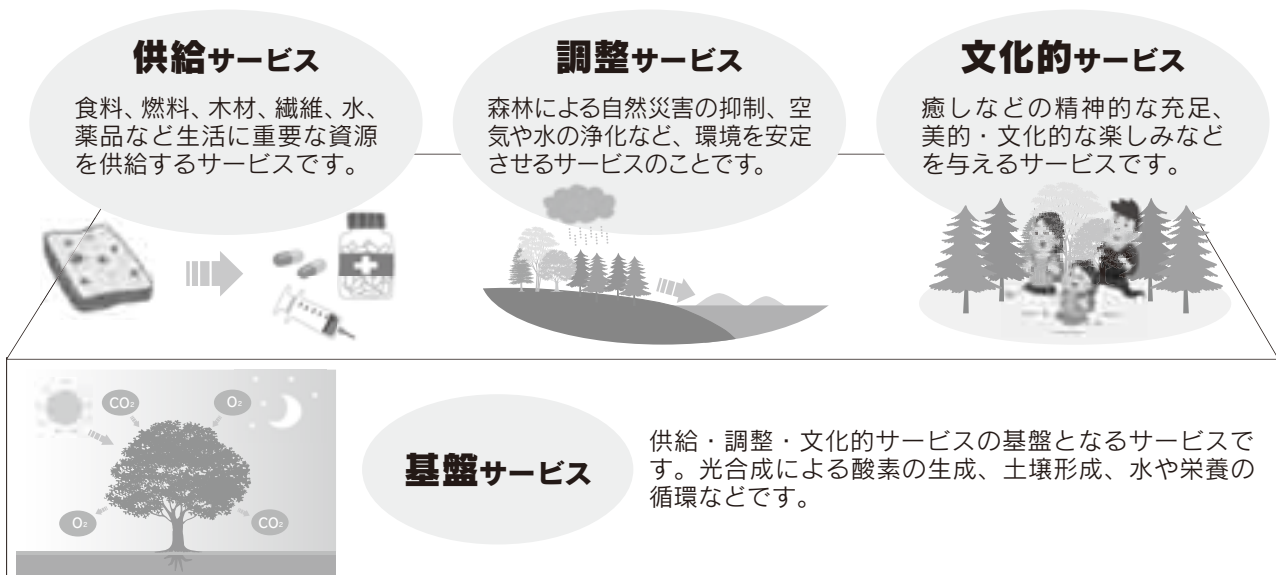 供給サービス
食料、燃料、木材、繊維、水、
薬品など生活に重要な資源
を供給するサービスです。
調整サービス
森林による自然災害の抑制、空
気や水の浄化など、環境を安定
させるサービスのことです。
文化的サービス
癒しなどの精神的な充足、
美的・文化的な楽しみなど
を与えるサービスです。
CO₂
O₂
O₂
CO₂
基盤サービス
供給・調整・文化的サービスの基盤となるサービスで
す。光合成による酸素の生成、土壌形成、水や栄養の
循環などです。